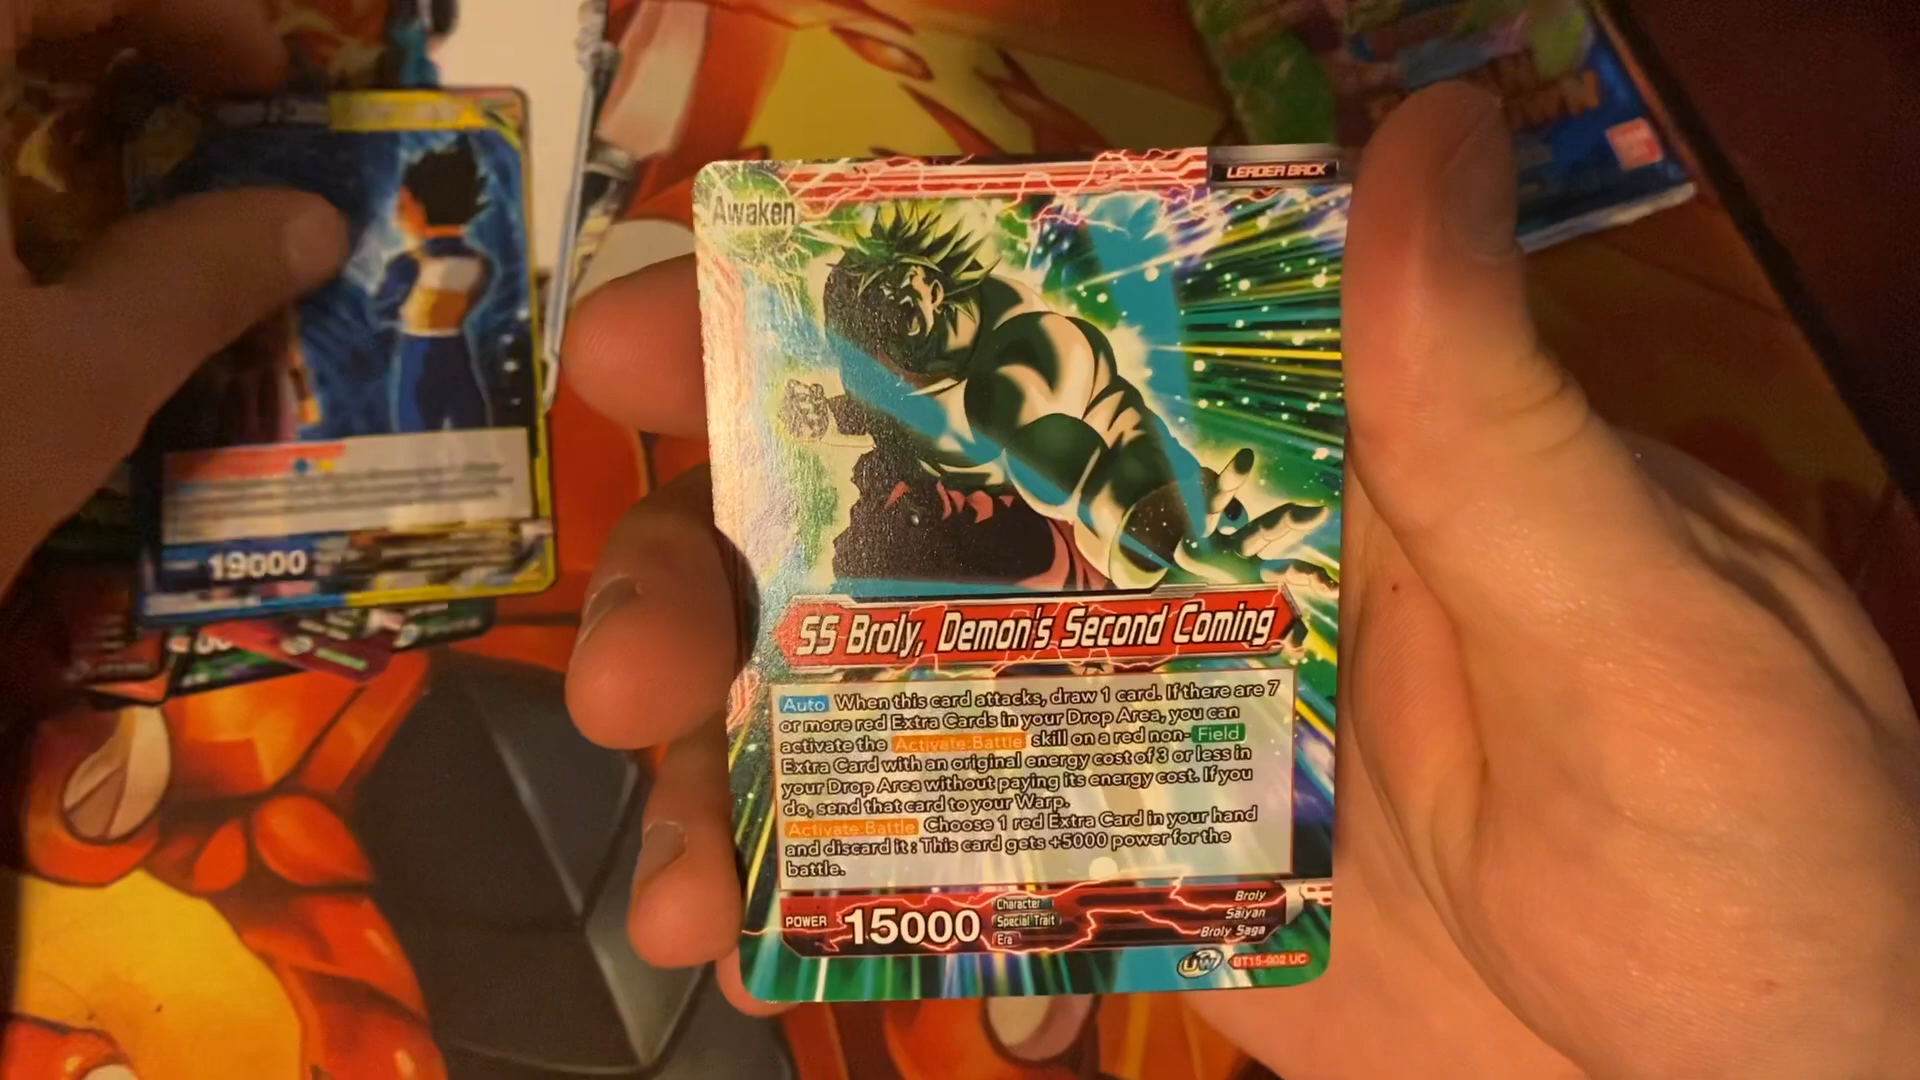 LEADER BACK
Awaken
SS Broly, Demon's Second Coming
Auto When this card attacks, draw 1 card. If there are 7
or more red Extra Cards in your Drop Area, you can
activate the Activate:Battle skill on a red non-Field
Extra Card with an original energy cost of 3 or less in
your Drop Area without paying its energy cost. If you
do, send that card to your Warp.
Activate:Battle Choose 1 red Extra Card in your hand
and discard it : This card gets +5000 power for the
battle.
POWER 15000
Character Broly
Special Trait Saiyan
Era Broly Saga
UW BT15-002 UC
19000